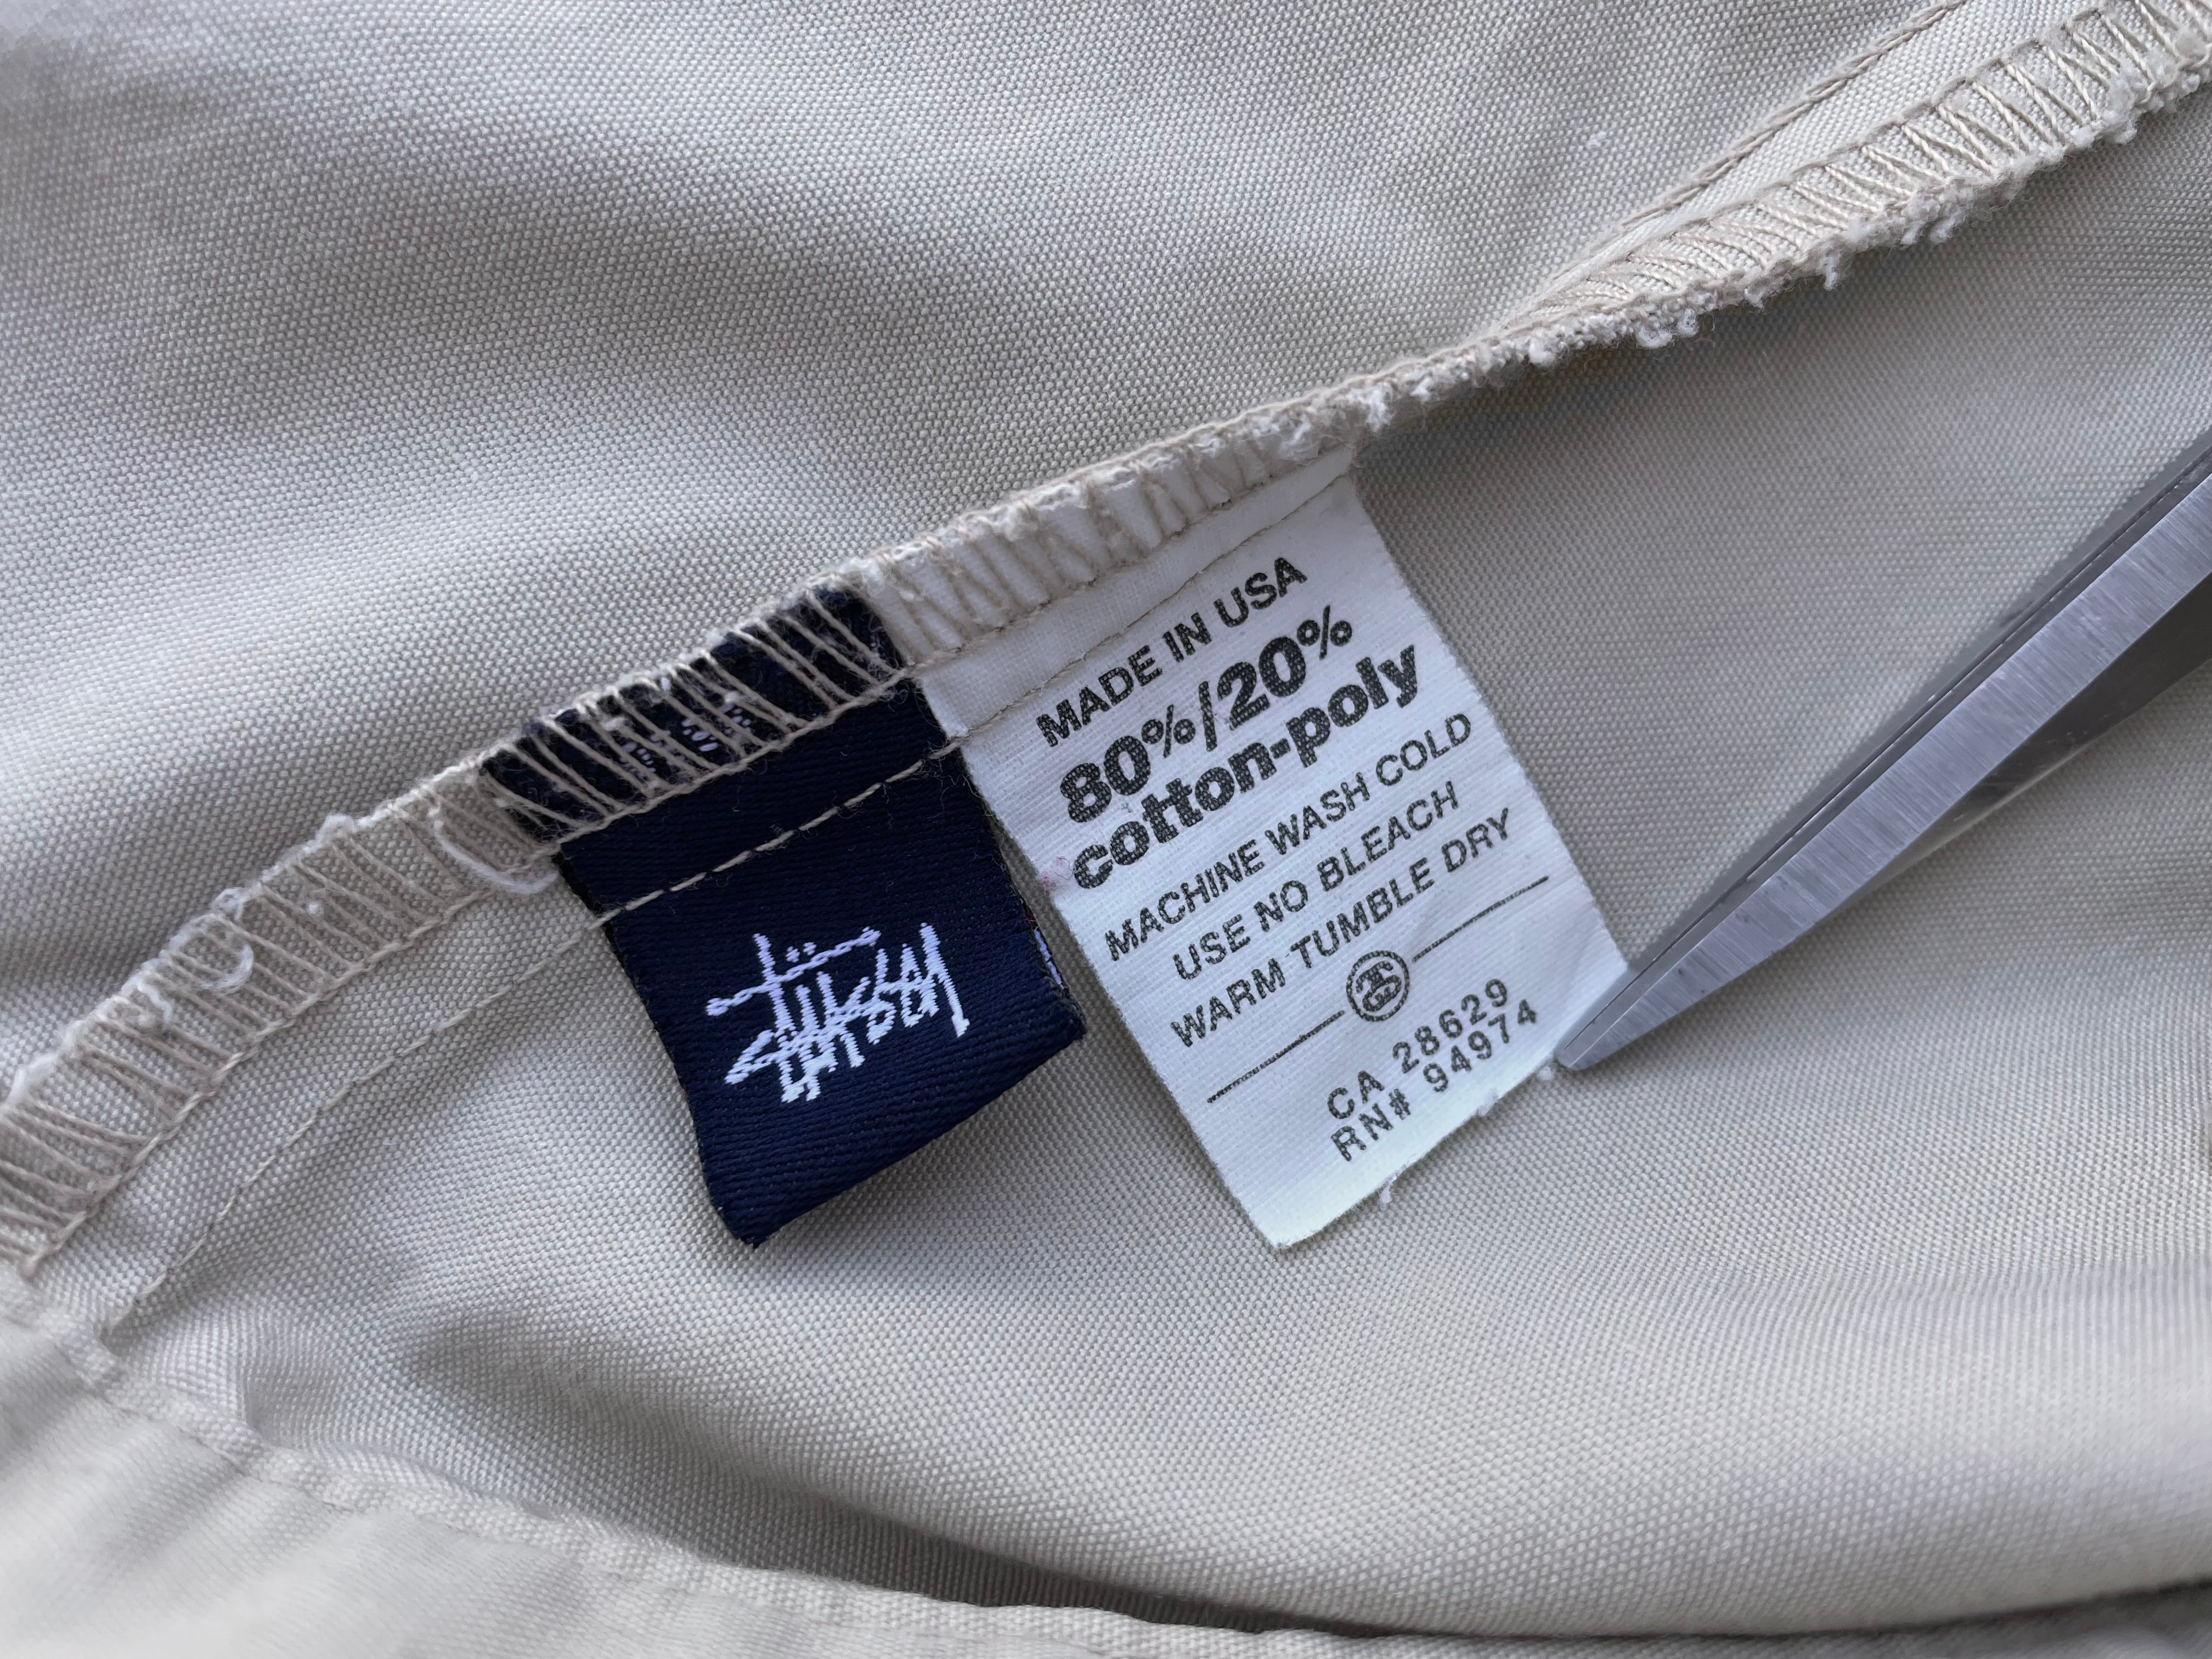 Stüssy
MADE IN USA
80%/20%
cotton-poly
MACHINE WASH COLD
USE NO BLEACH
WARM TUMBLE DRY
CA 28629
RN# 94974